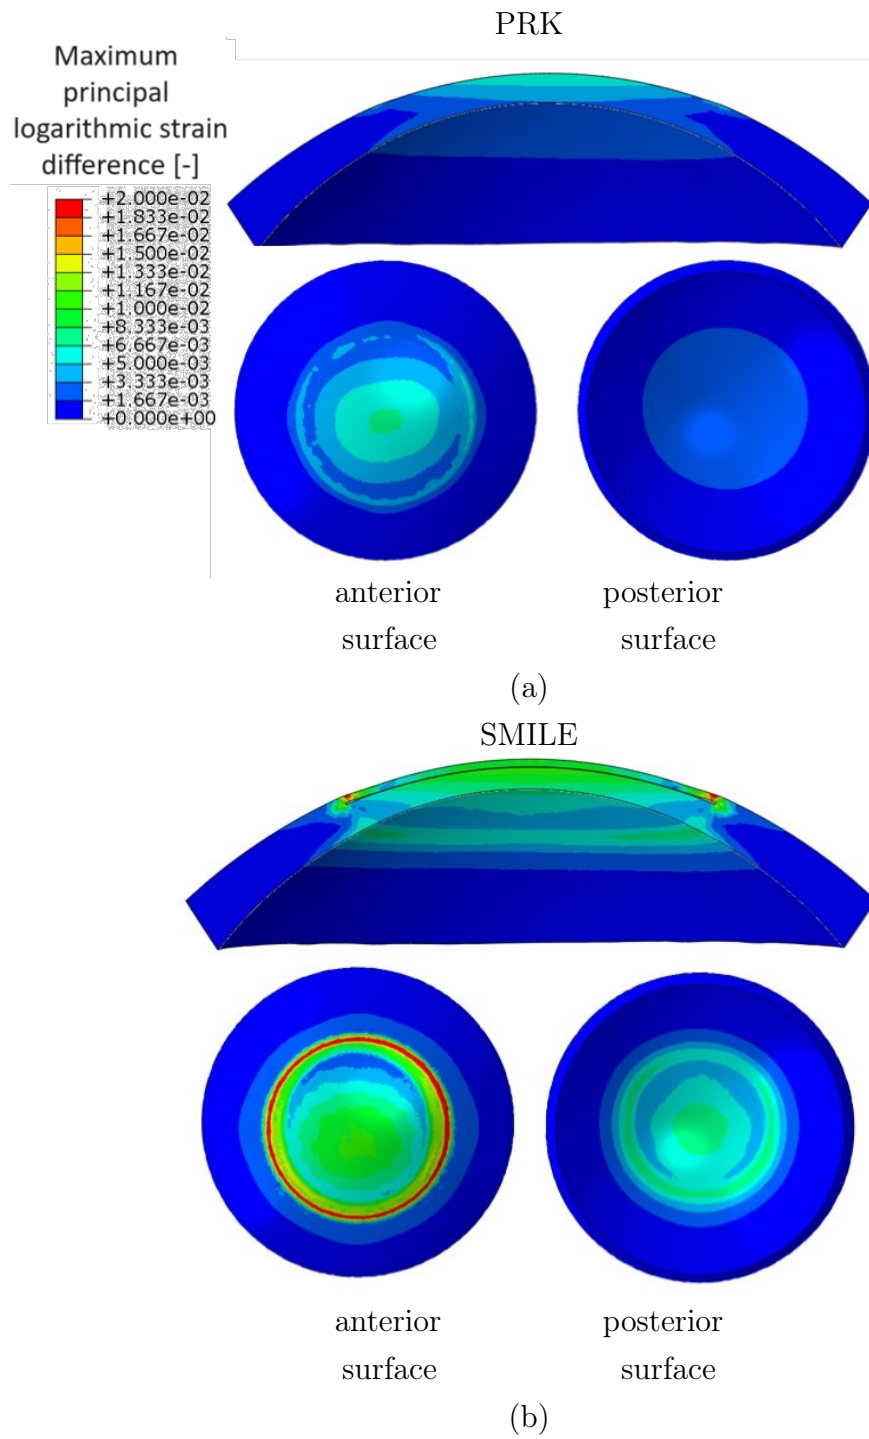 PRK
Maximum
principal
logarithmic strain
difference [-]
+2.000e-02
+1.833e-02
+1.667e-02
+1.500e-02
+1.333e-02
+1.167e-02
+1.000e-02
+8.333e-03
+6.667e-03
+5.000e-03
+3.333e-03
+1.667e-03
+0.000e+00
anterior surface
posterior surface
(a)
SMILE
anterior surface
posterior surface
(b)